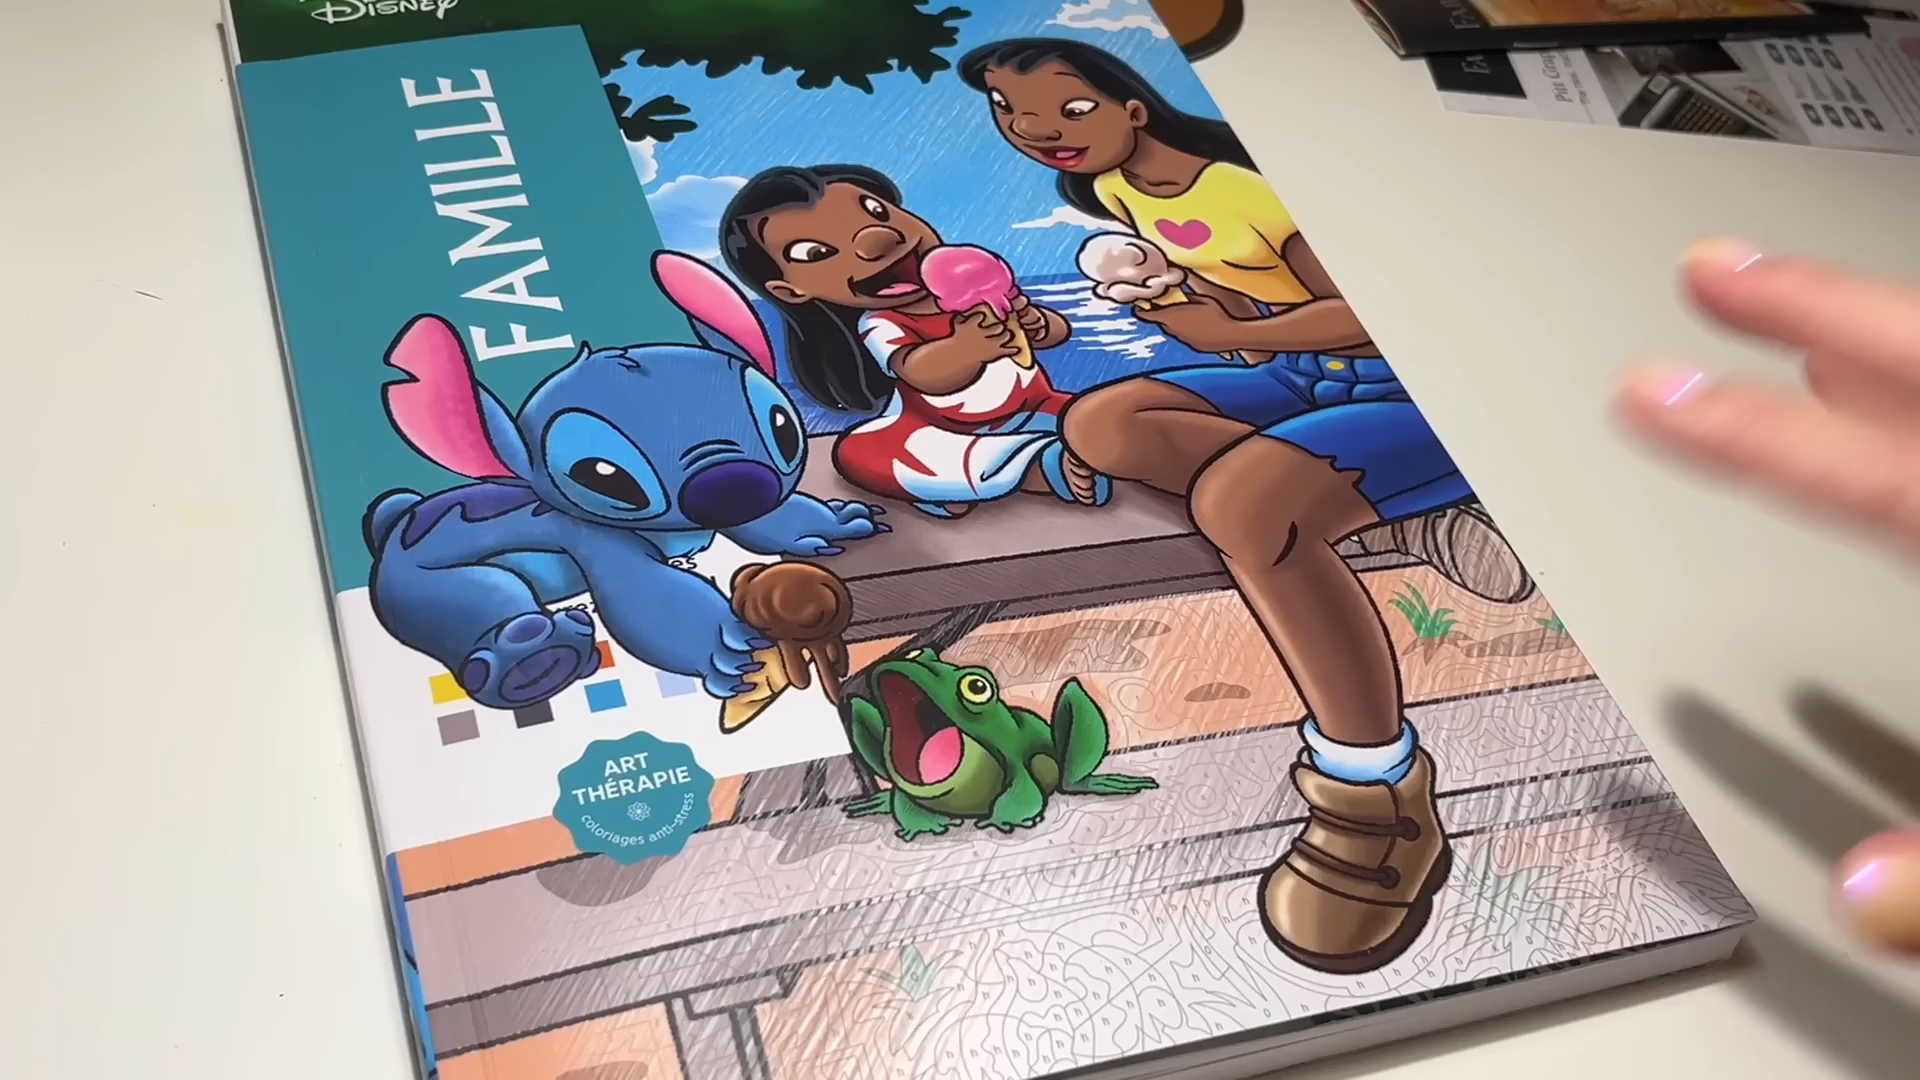 DISNEY
FAMILLE
ART
THÉRAPIE
coloriages anti-stress